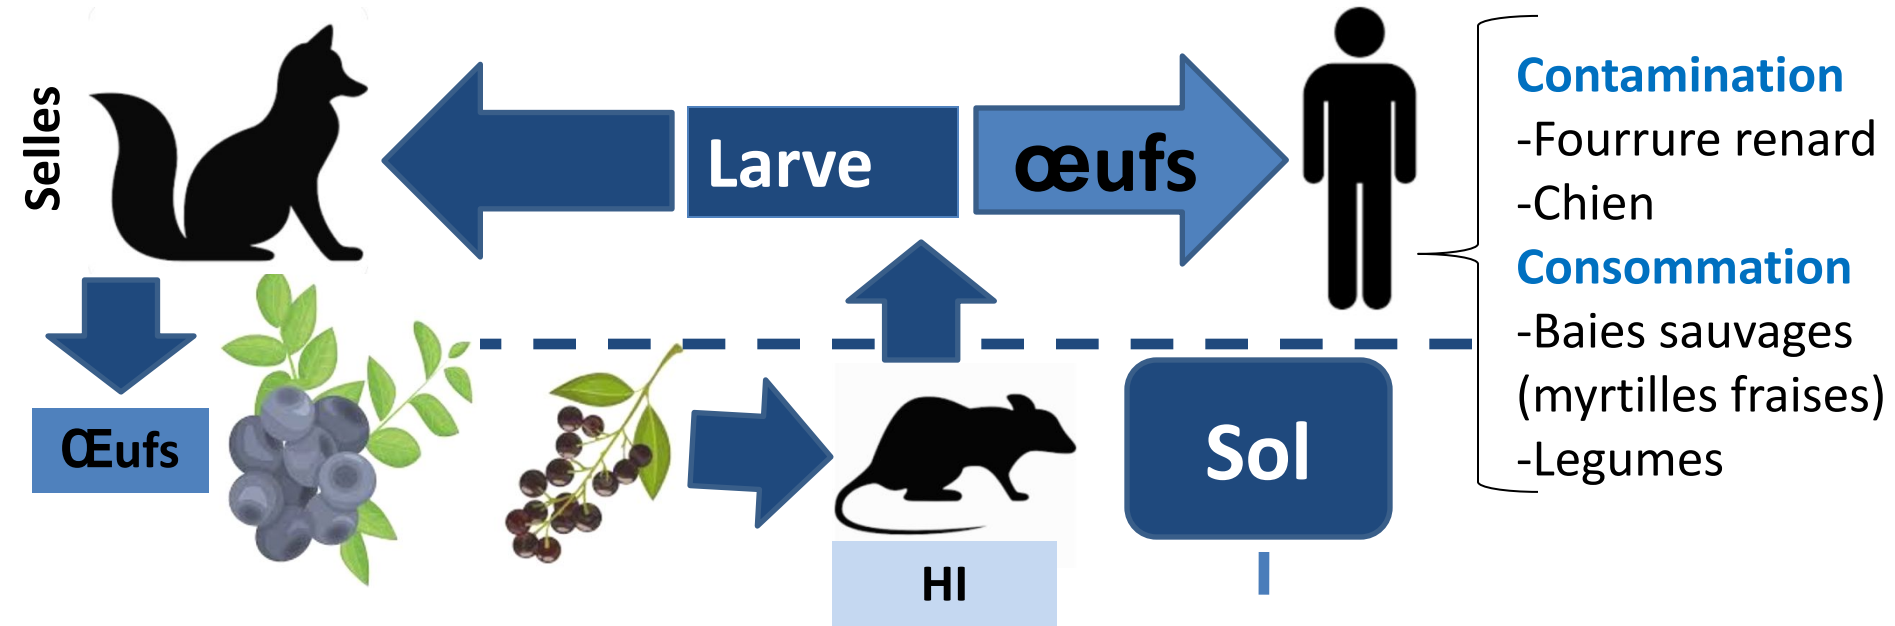 Selles
Larve
œufs
Contamination
-Fourrure renard
-Chien
Consommation
-Baies sauvages
(myrtilles fraises)
-Legumes
Œufs
Sol
HI